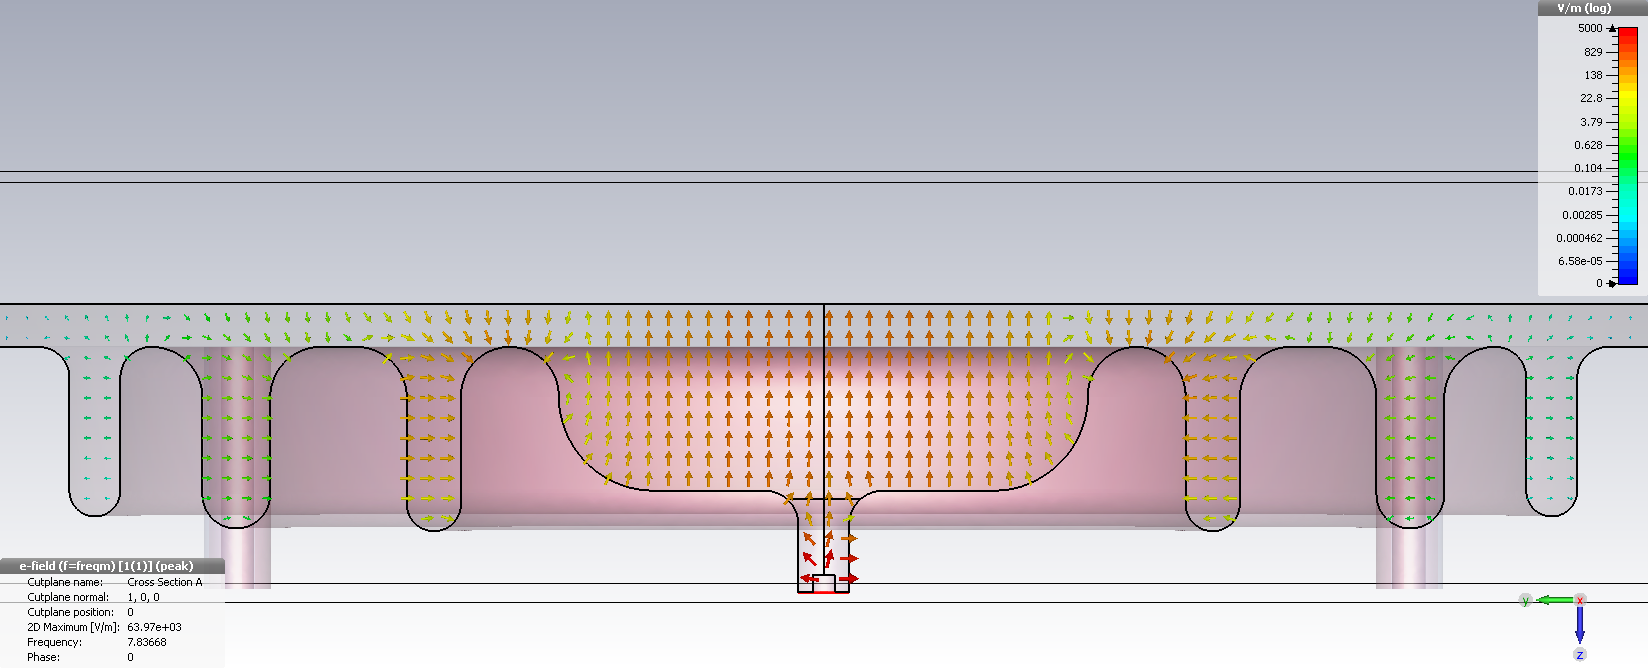 V/m (log)
5000
829
138
22.8
3.79
0.628
0.104
0.0173
0.00285
0.000462
6.58e-05
0
e-field (f=freqm) [1(1)] (peak)
Cutplane name: Cross Section A
Cutplane normal: 1, 0, 0
Cutplane position: 0
2D Maximum [V/m]: 63.97e+03
Frequency: 7.83668
Phase: 0
y x
z